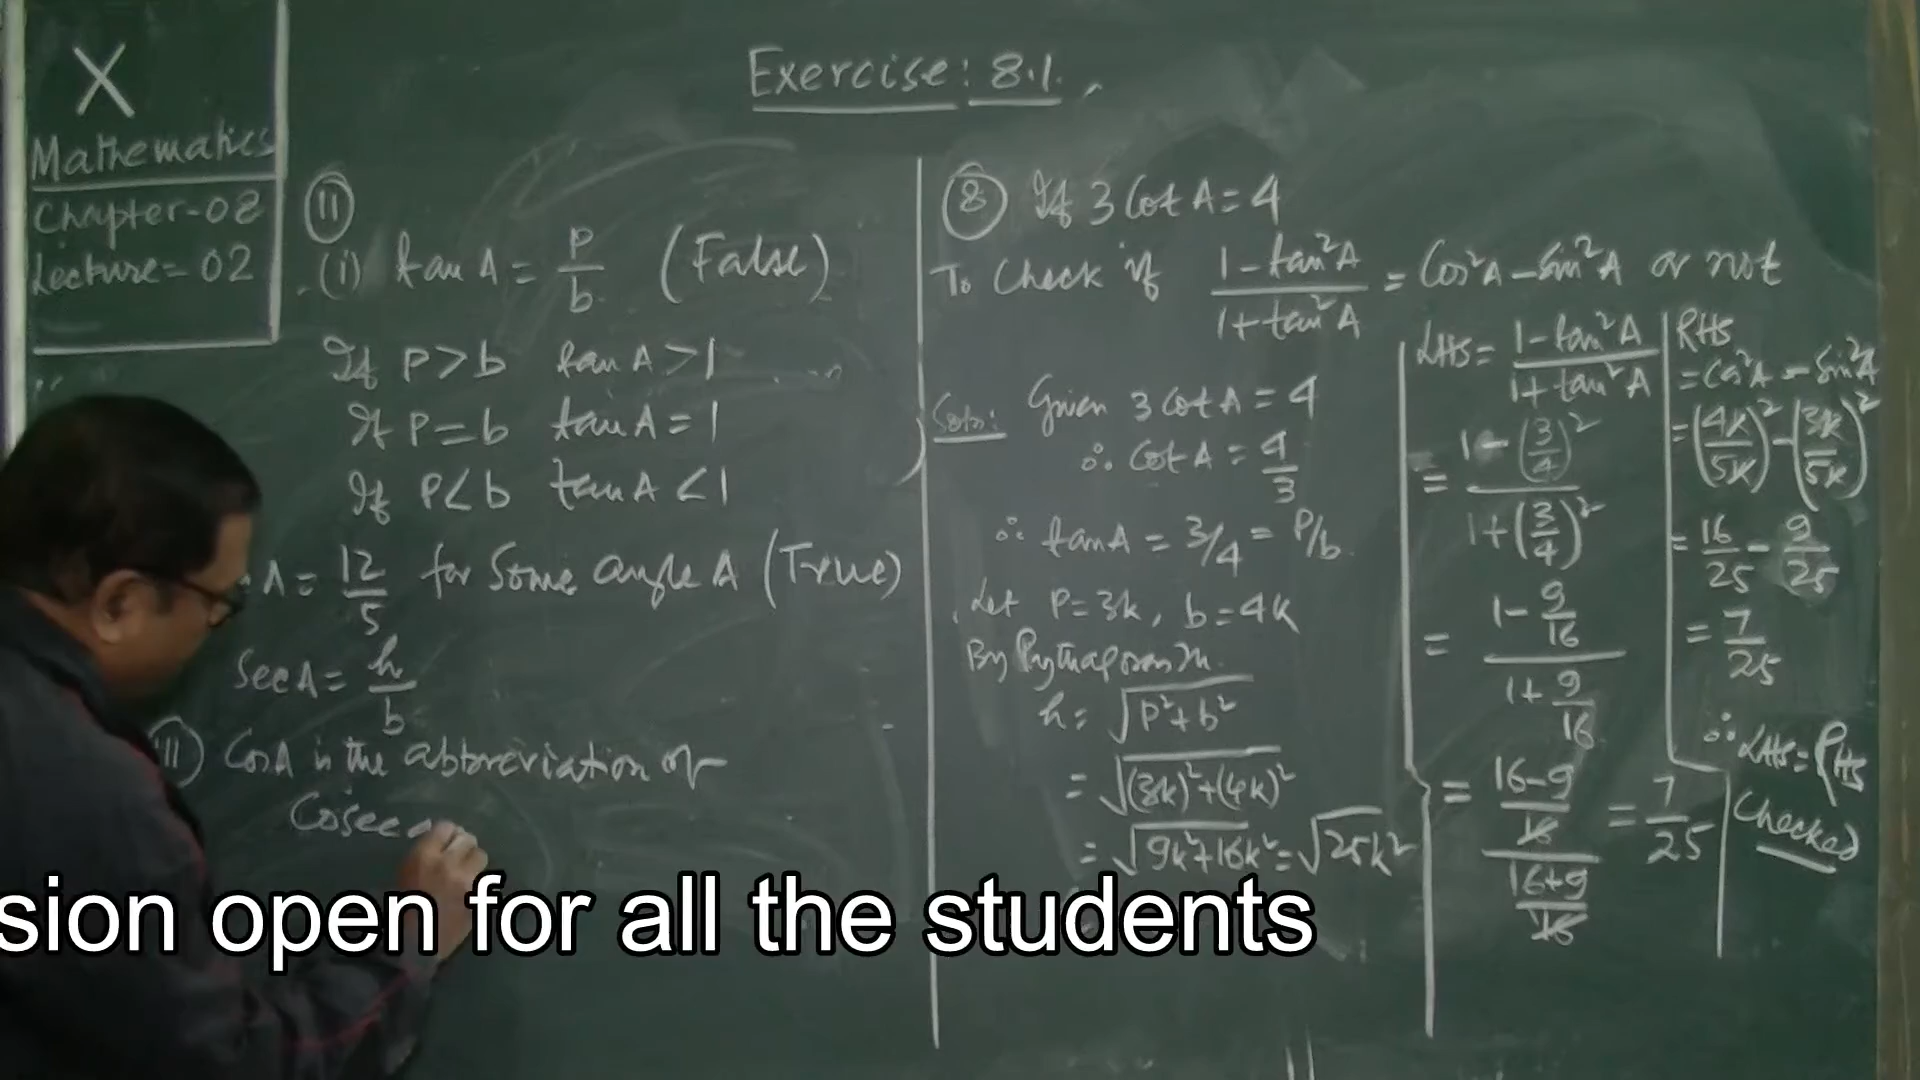 X
Mathematics
Chapter-08
Lecture-02
Exercise: 8.1.
(11)
(i) tan A = P/b (False)
If P > b tan A > 1
If P = b tan A = 1
If P < b tan A < 1
A = 12/5 for Some angle A (True)
Sec A = h/b
CosA is the abbreviation of
Cosec
(8) If 3 Cot A = 4
To Check if (1 - tan²A)/(1 + tan²A) = Cos²A - Sin²A or not
Soln: Given 3 cot A = 4
∴ Cot A = 4/3
∴ tan A = 3/4 = P/b
Let P = 3k, b = 4k
By Pythagoras
h = √(P² + b²)
= √((3k)² + (4k)²)
= √(9k² + 16k²) = √(25k²)
LHS = (1 - tan²A)/(1 + tan²A)
= (1 - (3/4)²)/(1 + (3/4)²)
= (1 - 9/16)/(1 + 9/16)
= ((16-9)/16)/((16+9)/16) = 7/25
RHS
= Cos²A - Sin²A
= (4k/5k)² - (3k/5k)²
= 16/25 - 9/25
= 7/25
∴ LHS = RHS
Checked
sion open for all the students